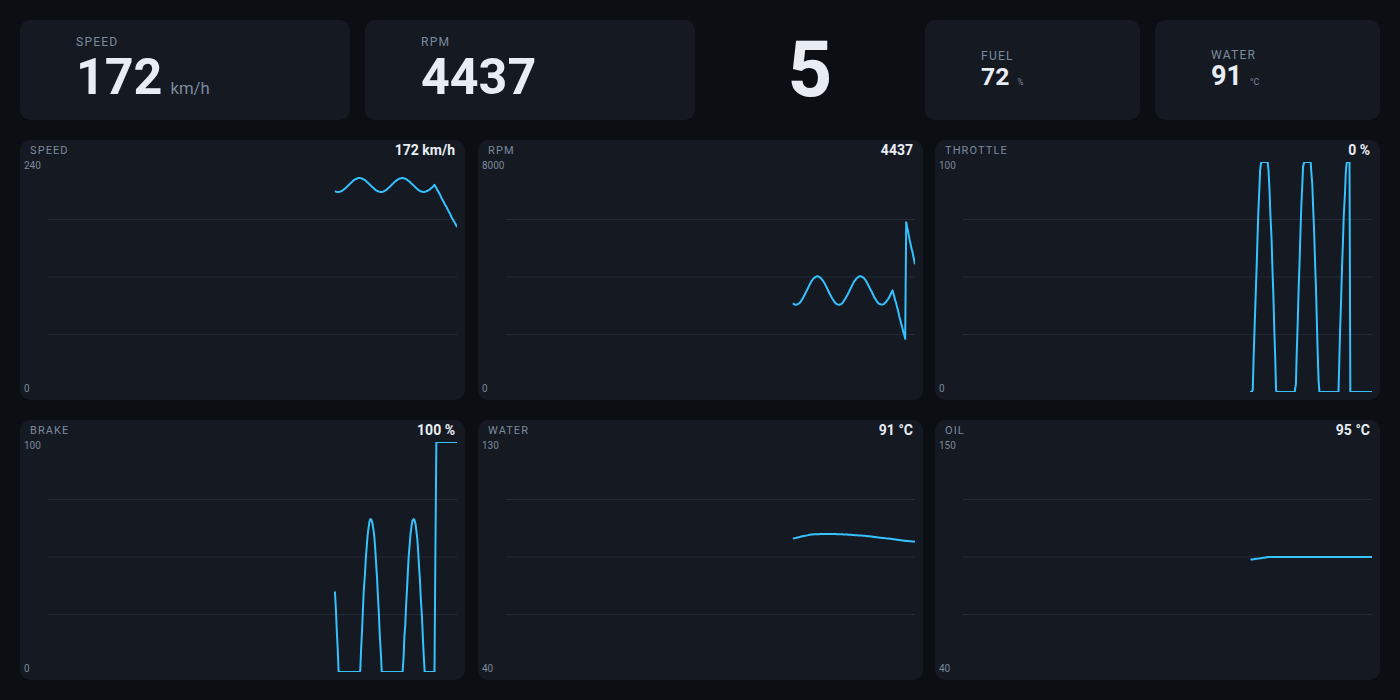 SPEED
172 km/h
RPM
4437
5
FUEL
72 %
WATER
91 °C
SPEED 172 km/h
240
0
RPM 4437
8000
0
THROTTLE 0 %
100
0
BRAKE 100 %
100
0
WATER 91 °C
130
40
OIL 95 °C
150
40